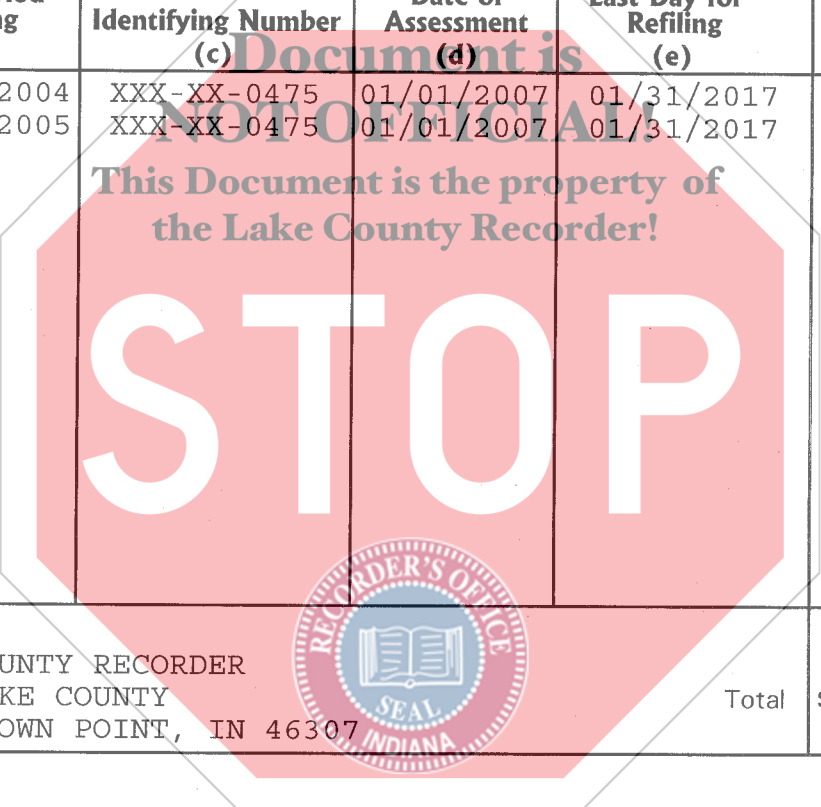 Identifying Number
(c)
Assessment
(d)
Last Day for
Refiling
(e)
2004 XXX-XX-0475 01/01/2007 01/31/2017
2005 XXX-XX-0475 01/01/2007 01/31/2017
Document is
NOT OFFICIAL!
This Document is the property of
the Lake County Recorder!
STOP
RECORDER'S OFFICE
SEAL
INDIANA
UNTY RECORDER
KE COUNTY
OWN POINT, IN 46307
Total